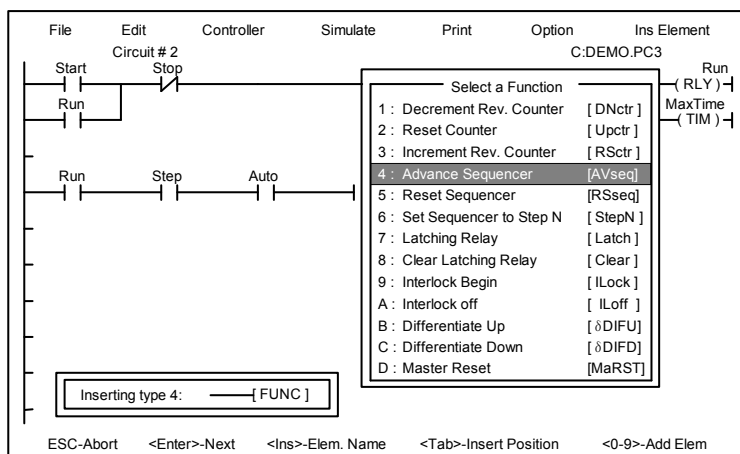 File Edit Controller Simulate Print Option Ins Element
Circuit # 2 C:DEMO.PC3
Start Stop Run
( RLY )
Run MaxTime
( TIM )
Select a Function
1 : Decrement Rev. Counter [ DNctr ]
2 : Reset Counter [ Upctr ]
3 : Increment Rev. Counter [ RSctr ]
4 : Advance Sequencer [AVseq]
Run Step Auto
5 : Reset Sequencer [RSseq]
6 : Set Sequencer to Step N [ StepN ]
7 : Latching Relay [ Latch ]
8 : Clear Latching Relay [ Clear ]
9 : Interlock Begin [ ILock ]
A : Interlock off [ ILoff ]
B : Differentiate Up [ δDIFU]
C : Differentiate Down [ δDIFD]
D : Master Reset [MaRST]
Inserting type 4: [ FUNC ]
ESC-Abort <Enter>-Next <Ins>-Elem. Name <Tab>-Insert Position <0-9>-Add Elem